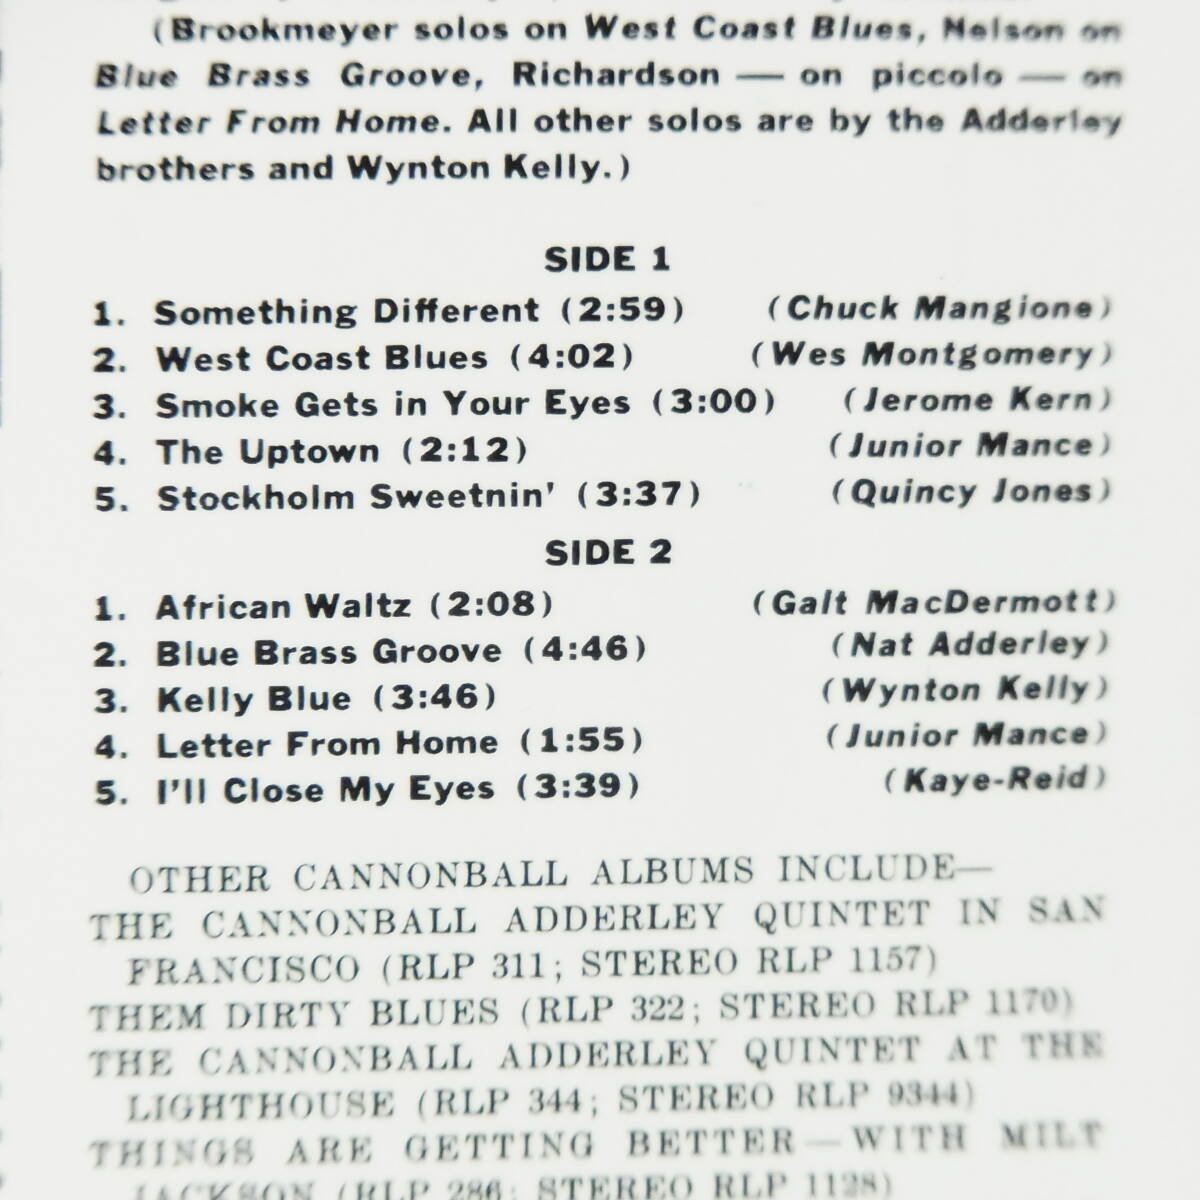 (Brookmeyer solos on West Coast Blues, Nelson on
Blue Brass Groove, Richardson — on piccolo — on
Letter From Home. All other solos are by the Adderley
brothers and Wynton Kelly.)
SIDE 1
1. Something Different (2:59) (Chuck Mangione)
2. West Coast Blues (4:02) (Wes Montgomery)
3. Smoke Gets in Your Eyes (3:00) (Jerome Kern)
4. The Uptown (2:12) (Junior Mance)
5. Stockholm Sweetnin' (3:37) (Quincy Jones)
SIDE 2
1. African Waltz (2:08) (Galt MacDermott)
2. Blue Brass Groove (4:46) (Nat Adderley)
3. Kelly Blue (3:46) (Wynton Kelly)
4. Letter From Home (1:55) (Junior Mance)
5. I'll Close My Eyes (3:39) (Kaye-Reid)
OTHER CANNONBALL ALBUMS INCLUDE—
THE CANNONBALL ADDERLEY QUINTET IN SAN
FRANCISCO (RLP 311; STEREO RLP 1157)
THEM DIRTY BLUES (RLP 322; STEREO RLP 1170)
THE CANNONBALL ADDERLEY QUINTET AT THE
LIGHTHOUSE (RLP 344; STEREO RLP 9344)
THINGS ARE GETTING BETTER—WITH MILT
JACKSON (RLP 286; STEREO RLP 1128)